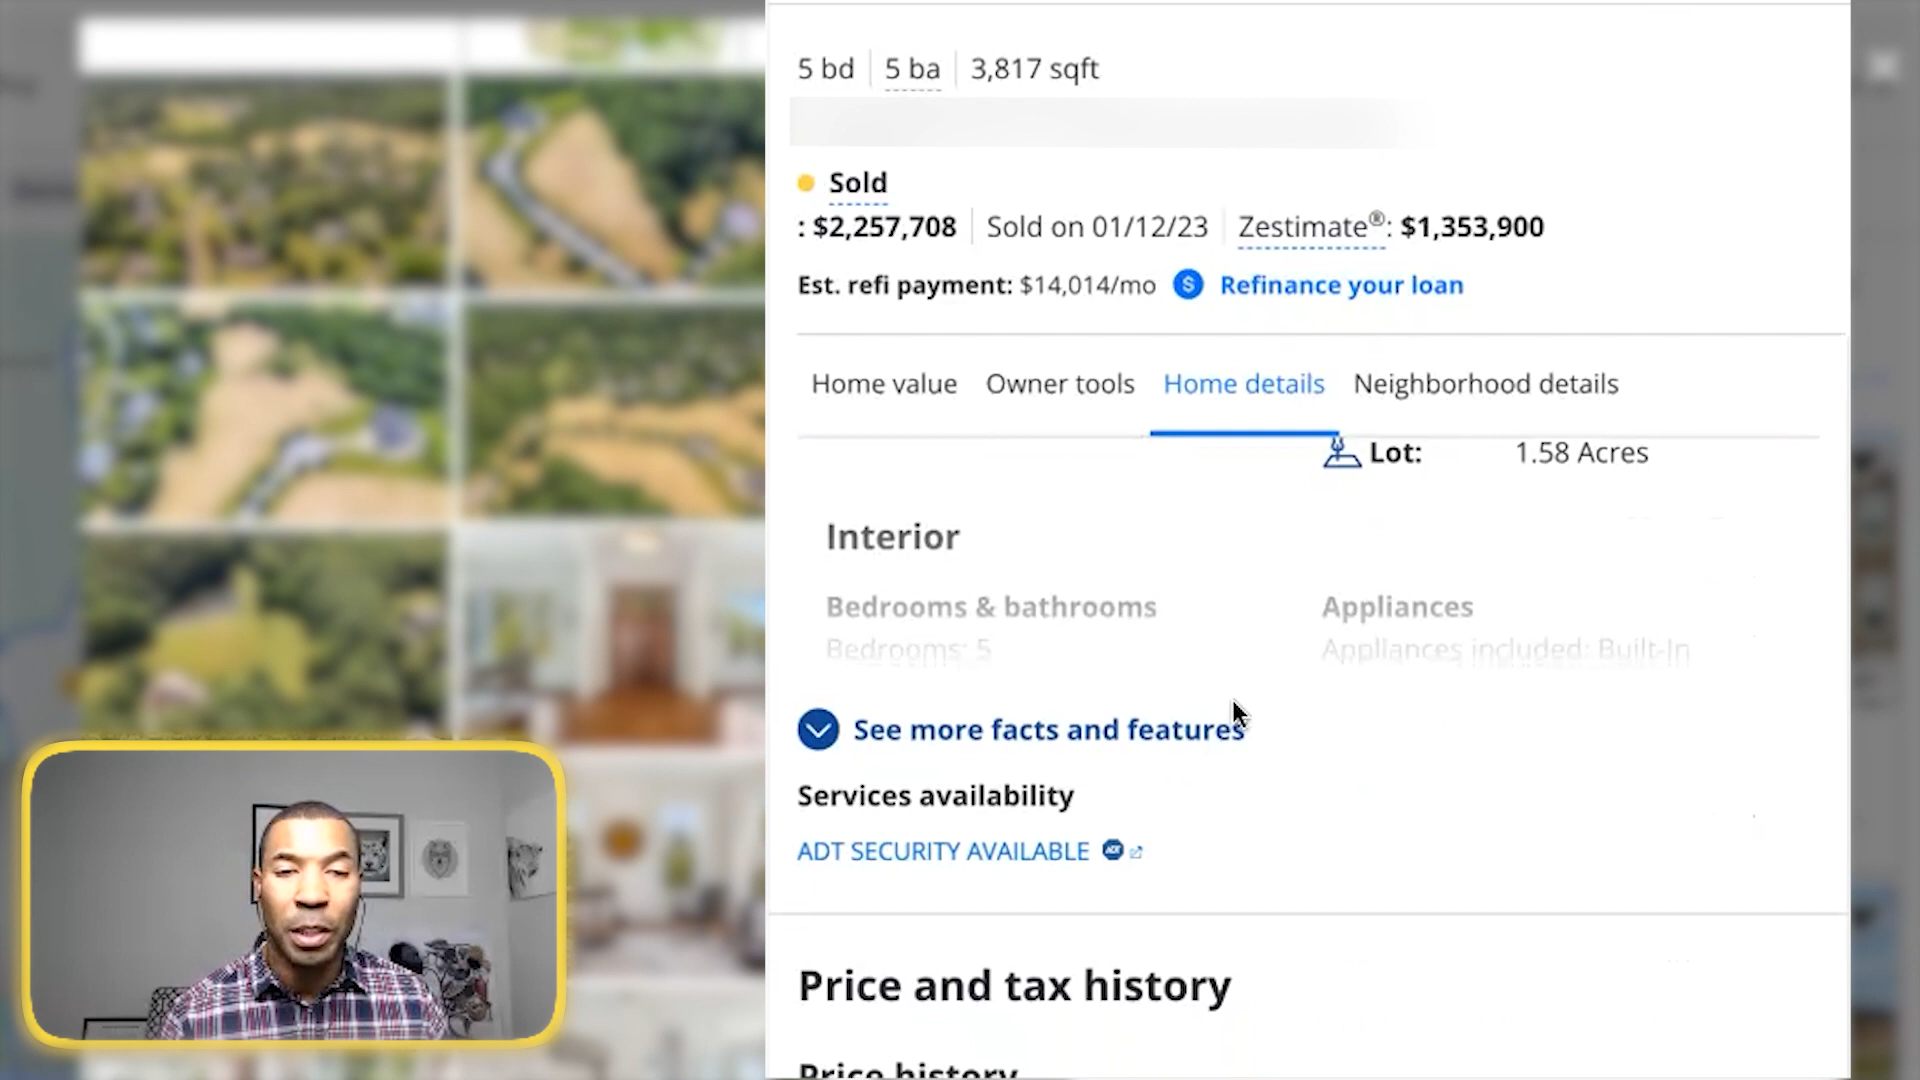 5 bd 5 ba 3,817 sqft
Sold
: $2,257,708 Sold on 01/12/23 Zestimate®: $1,353,900
Est. refi payment: $14,014/mo $ Refinance your loan
Home value Owner tools Home details Neighborhood details
Lot: 1.58 Acres
Interior
Bedrooms & bathrooms Appliances
Bedrooms: 5 Appliances included: Built-In
See more facts and features
Services availability
ADT SECURITY AVAILABLE ADT
Price and tax history
Price history